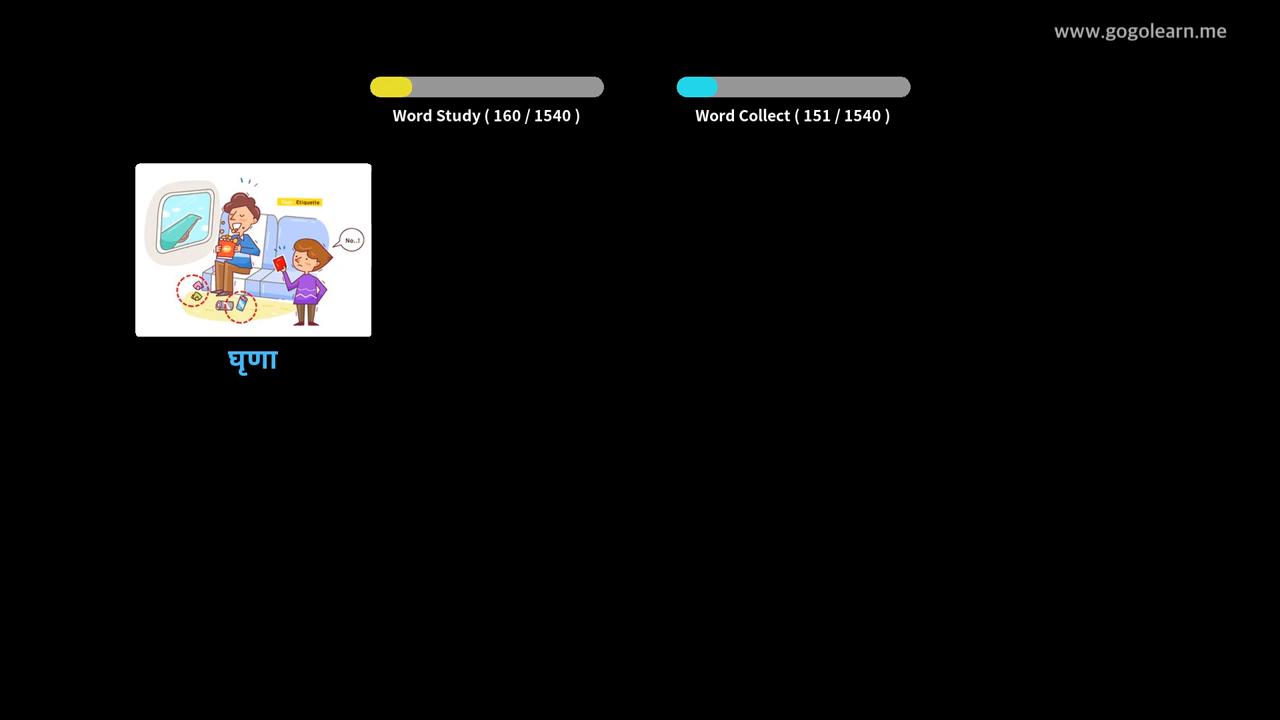 www.gogolearn.me
Word Study ( 160 / 1540 )
Word Collect ( 151 / 1540 )
Etiquette
No..!
घृणा